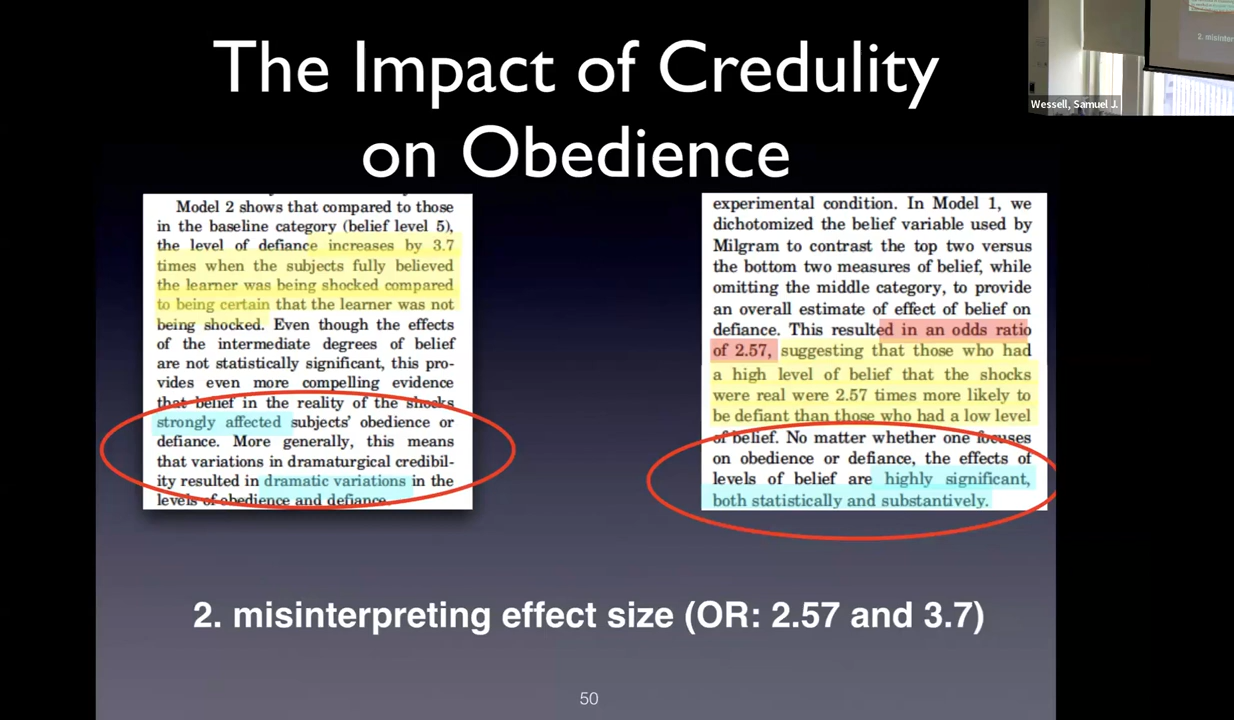 The Impact of Credulity
on Obedience
2. misinter
Wessell, Samuel J.
Model 2 shows that compared to those
in the baseline category (belief level 5),
the level of defiance increases by 3.7
times when the subjects fully believed
the learner was being shocked compared
to being certain that the learner was not
being shocked. Even though the effects
of the intermediate degrees of belief
are not statistically significant, this pro-
vides even more compelling evidence
that belief in the reality of the shocks
strongly affected subjects' obedience or
defiance. More generally, this means
that variations in dramaturgical credibil-
ity resulted in dramatic variations in the
levels of obedience and defiance.
experimental condition. In Model 1, we
dichotomized the belief variable used by
Milgram to contrast the top two versus
the bottom two measures of belief, while
omitting the middle category, to provide
an overall estimate of effect of belief on
defiance. This resulted in an odds ratio
of 2.57, suggesting that those who had
a high level of belief that the shocks
were real were 2.57 times more likely to
be defiant than those who had a low level
of belief. No matter whether one focuses
on obedience or defiance, the effects of
levels of belief are highly significant,
both statistically and substantively.
2. misinterpreting effect size (OR: 2.57 and 3.7)
50